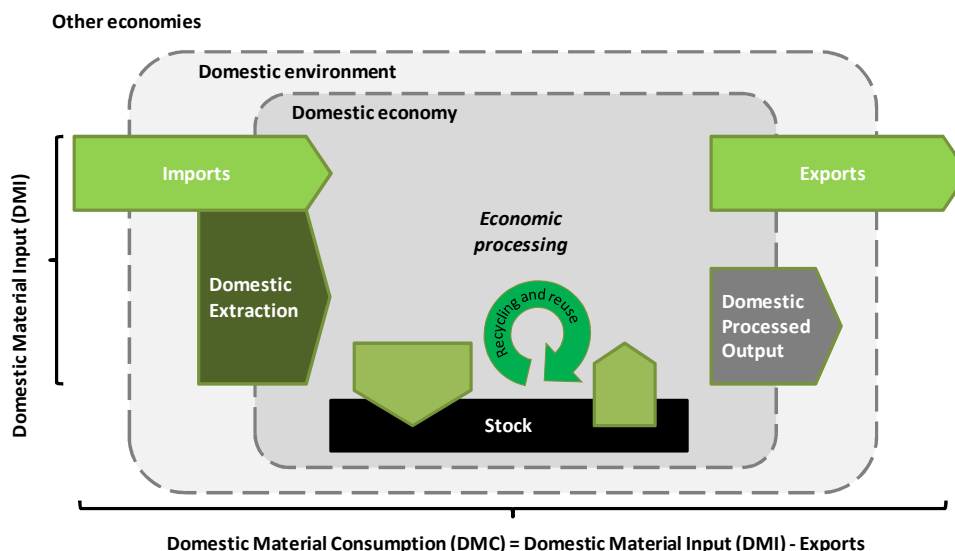 Other economies
Domestic environment
Domestic economy
Imports
Exports
Domestic Material Input (DMI)
Economic
processing
Domestic
Extraction
Recycling and reuse
Domestic
Processed
Output
Stock
Domestic Material Consumption (DMC) = Domestic Material Input (DMI) - Exports